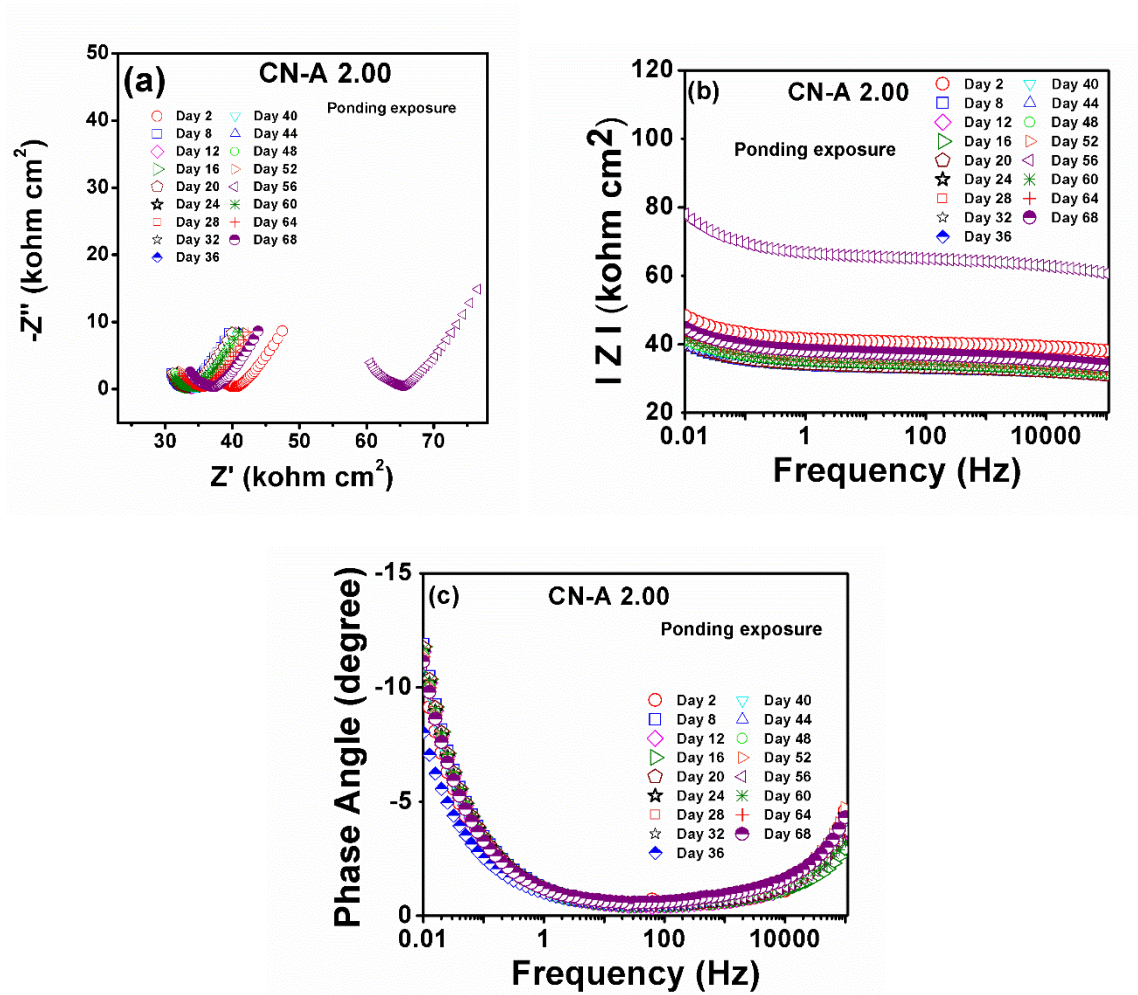 (a)
CN-A 2.00
Ponding exposure
Day 2 Day 40
Day 8 Day 44
Day 12 Day 48
Day 16 Day 52
Day 20 Day 56
Day 24 Day 60
Day 28 Day 64
Day 32 Day 68
Day 36
50
40
30
20
10
0
-Z'' (kohm cm²)
30 40 50 60 70
Z' (kohm cm²)
(b)
CN-A 2.00
Ponding exposure
Day 2 Day 40
Day 8 Day 44
Day 12 Day 48
Day 16 Day 52
Day 20 Day 56
Day 24 Day 60
Day 28 Day 64
Day 32 Day 68
Day 36
120
100
80
60
40
20
I Z I (kohm cm²)
0.01 1 100 10000
Frequency (Hz)
(c)
CN-A 2.00
Ponding exposure
Day 2 Day 40
Day 8 Day 44
Day 12 Day 48
Day 16 Day 52
Day 20 Day 56
Day 24 Day 60
Day 28 Day 64
Day 32 Day 68
Day 36
-15
-10
-5
0
Phase Angle (degree)
0.01 1 100 10000
Frequency (Hz)